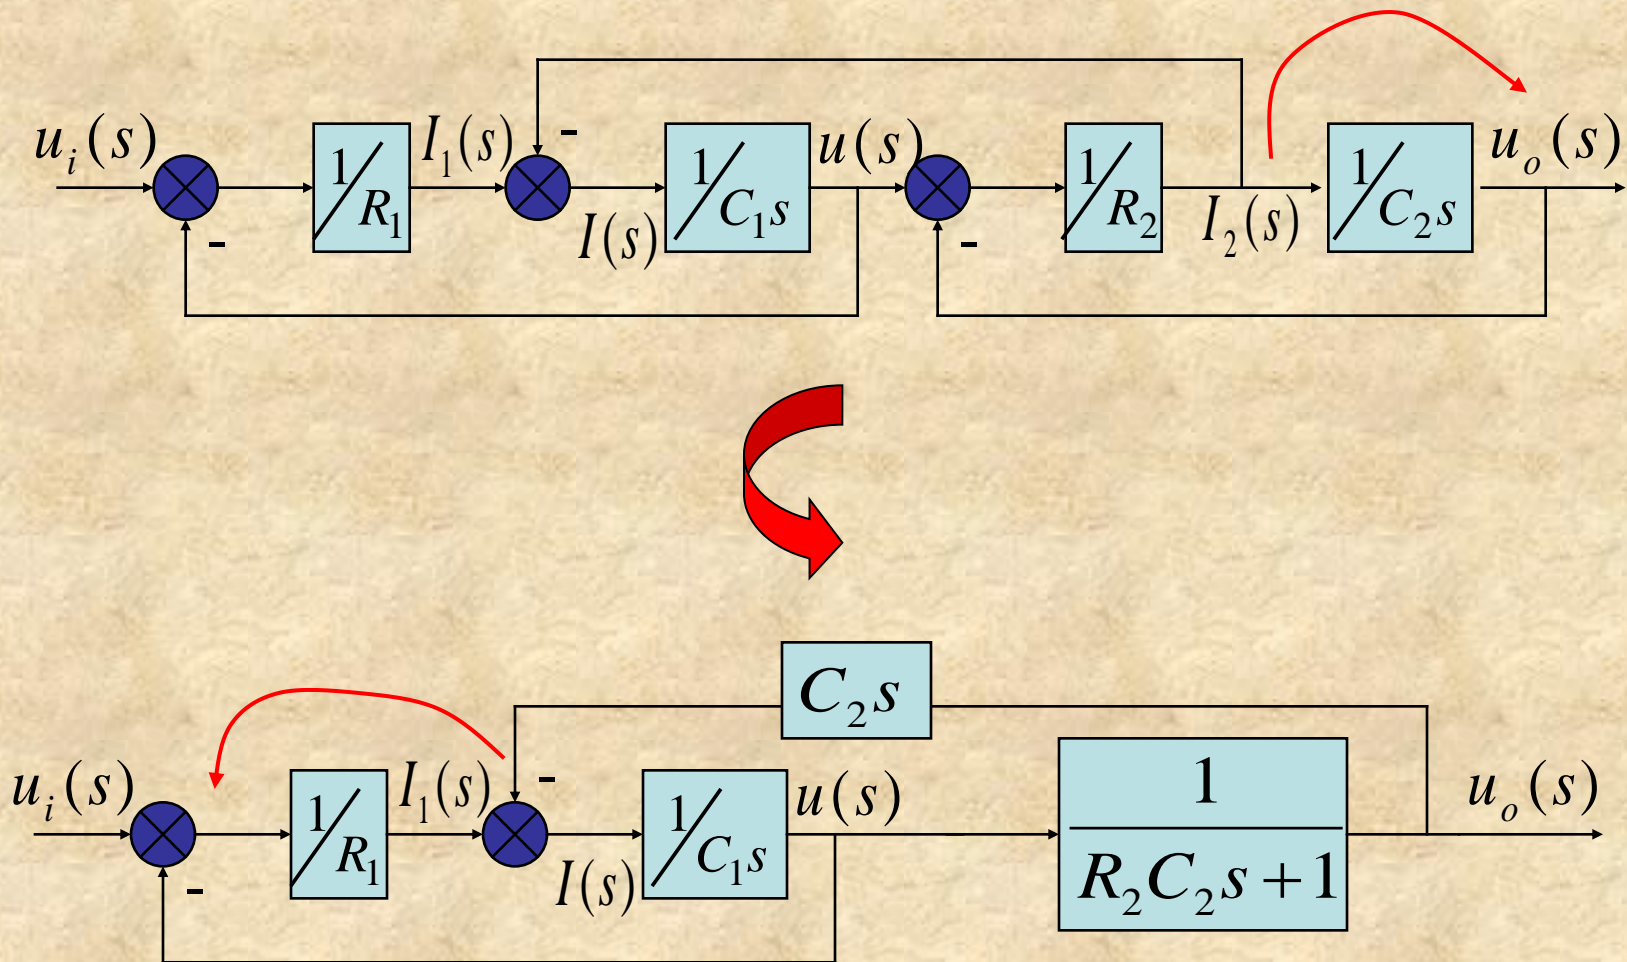 u_i(s) 1/R_1 I_1(s) - I(s) 1/C_1s u(s) 1/R_2 I_2(s) 1/C_2s u_o(s)
- -
C_2s
u_i(s) 1/R_1 I_1(s) - I(s) 1/C_1s u(s) 1/(R_2C_2s+1) u_o(s)
-